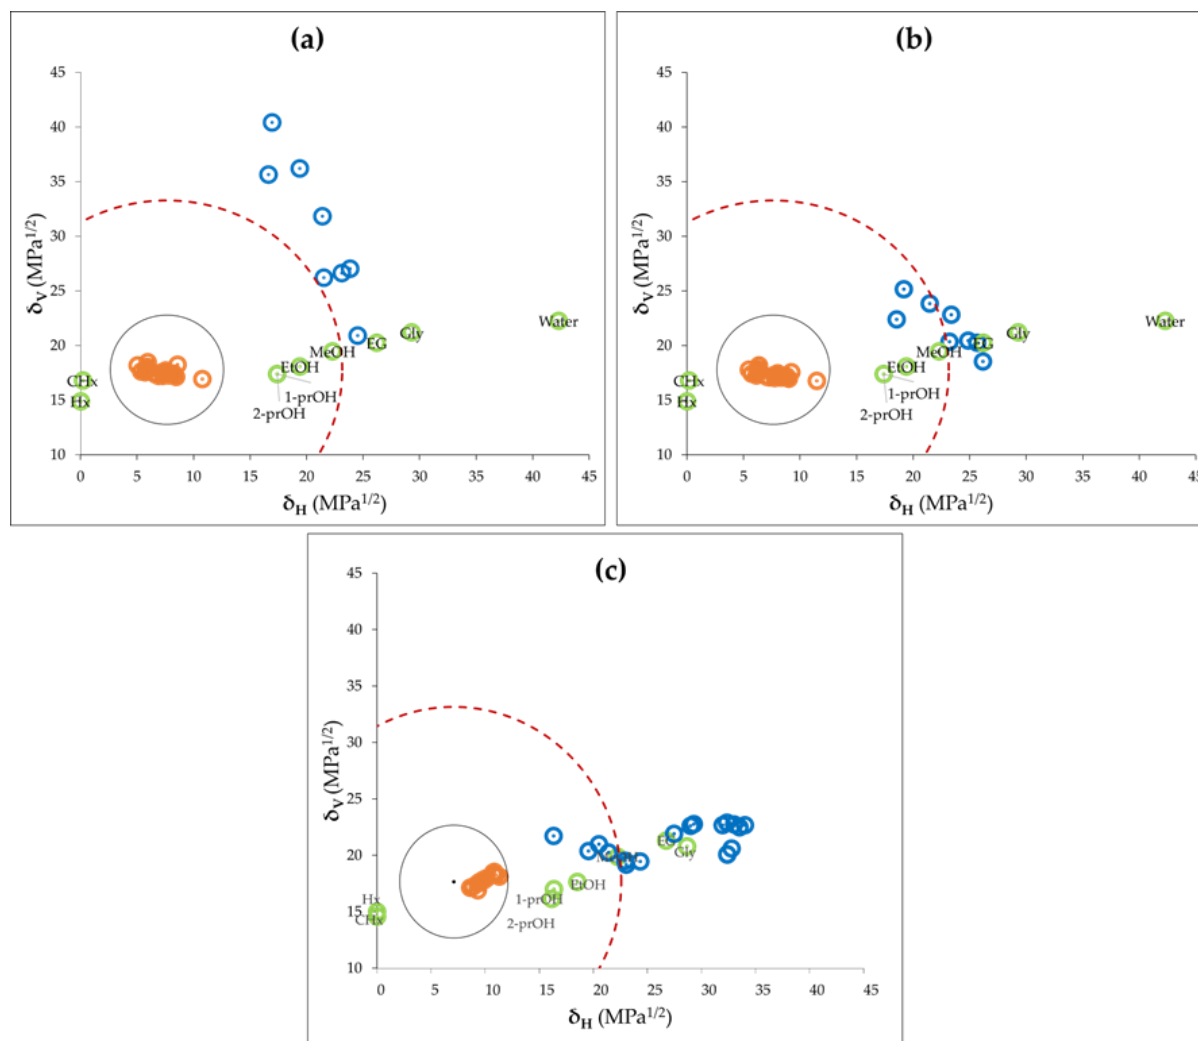 (a)
45
40
35
30
25
20
15
10
δV (MPa1/2)
CHx
Hx
2-prOH
1-prOH
EtOH
MeOH
EG
Gly
Water
0 5 10 15 20 25 30 35 40 45
δH (MPa1/2)
(b)
45
40
35
30
25
20
15
10
δV (MPa1/2)
CHx
Hx
2-prOH
1-prOH
EtOH
MeOH
EG
Gly
Water
0 5 10 15 20 25 30 35 40 45
δH (MPa1/2)
(c)
45
40
35
30
25
20
15
10
δV (MPa1/2)
Hx
CHx
2-prOH
1-prOH
EtOH
MeOH
EG
Gly
0 5 10 15 20 25 30 35 40 45
δH (MPa1/2)